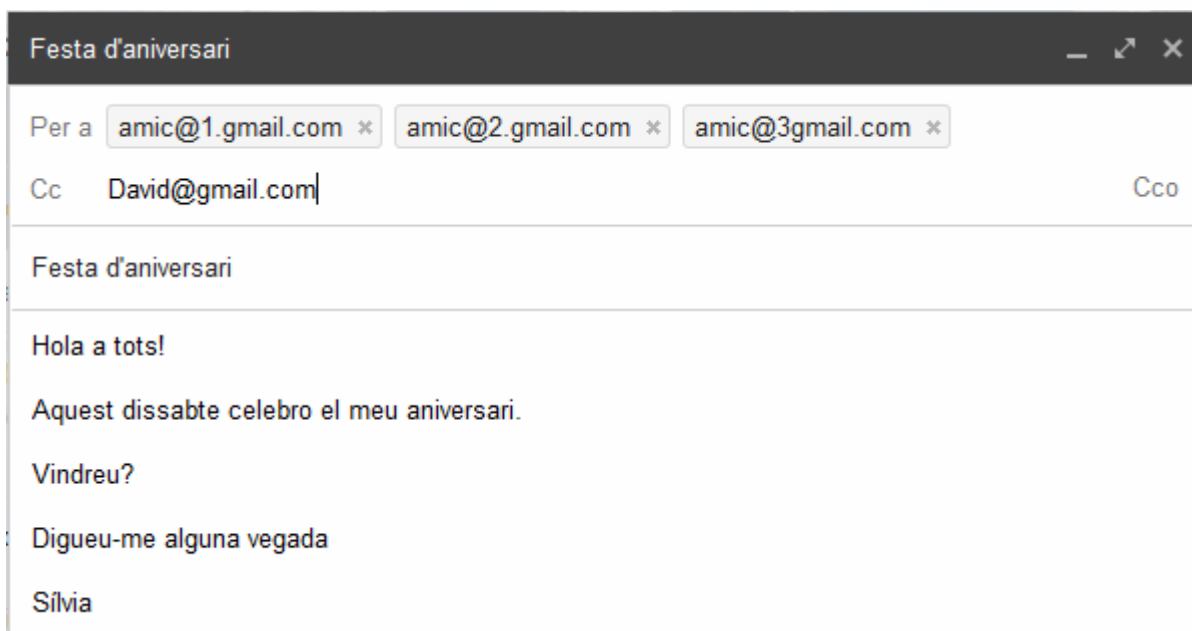 Festa d'aniversari
Per a amic@1.gmail.com amic@2.gmail.com amic@3gmail.com
Cc David@gmail.com Cco
Festa d'aniversari
Hola a tots!
Aquest dissabte celebro el meu aniversari.
Vindreu?
Digueu-me alguna vegada
Sílvia